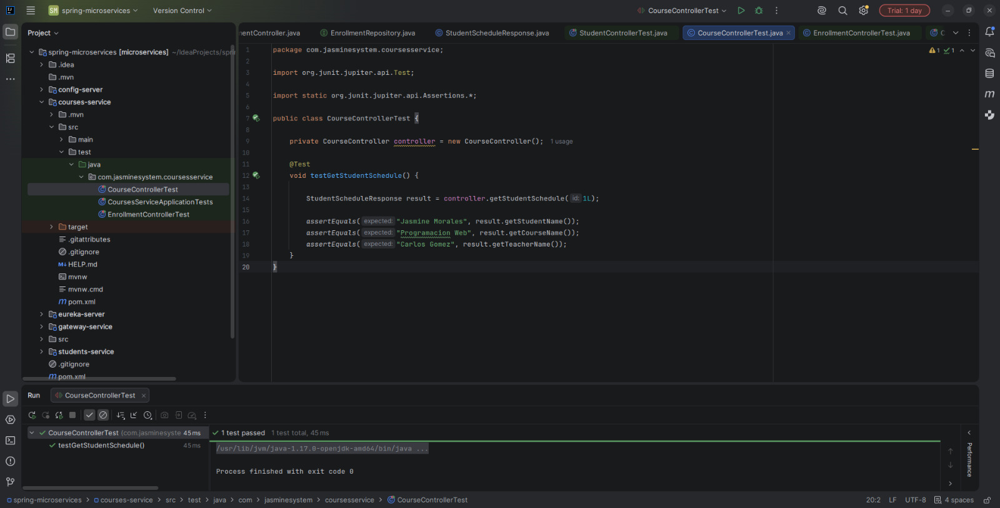 SM spring-microservices Version Control CourseControllerTest Trial: 1 day
Project
EnrollmentRepository.java StudentScheduleResponse.java StudentControllerTest.java CourseControllerTest.java EnrollmentControllerTest.java
spring-microservices [microservices]
.idea
.mvn
config-server
courses-service
.mvn
src
main
test
java
com.jasminesystem.coursesservice
CourseControllerTest
CoursesServiceApplicationTests
EnrollmentControllerTest
target
.gitattributes
.gitignore
M↓ HELP.md
mvnw
mvnw.cmd
m pom.xml
eureka-server
gateway-service
src
students-service
.gitignore
m pom.xml
1 package com.jasminesystem.coursesservice;
2
3 import org.junit.jupiter.api.Test;
4
5 import static org.junit.jupiter.api.Assertions.*;
6
7 public class CourseControllerTest {
8
9 private CourseController controller = new CourseController(); 1 usage
10
11 @Test
12 void testGetStudentSchedule() {
13
14 StudentScheduleResponse result = controller.getStudentSchedule( id: 1L);
15
16 assertEquals( expected: "Jasmine Morales", result.getStudentName());
17 assertEquals( expected: "Programacion Web", result.getCourseName());
18 assertEquals( expected: "Carlos Gomez", result.getTeacherName());
19 }
20 }
1 1
m
Run CourseControllerTest
CourseControllerTest (com.jasminesyste 45 ms
testGetStudentSchedule() 45 ms
1 test passed 1 test total, 45 ms
/usr/lib/jvm/java-1.17.0-openjdk-amd64/bin/java ...
Process finished with exit code 0
Performance
spring-microservices > courses-service > src > test > java > com > jasminesystem > coursesservice > CourseControllerTest
20:2 LF UTF-8 4 spaces